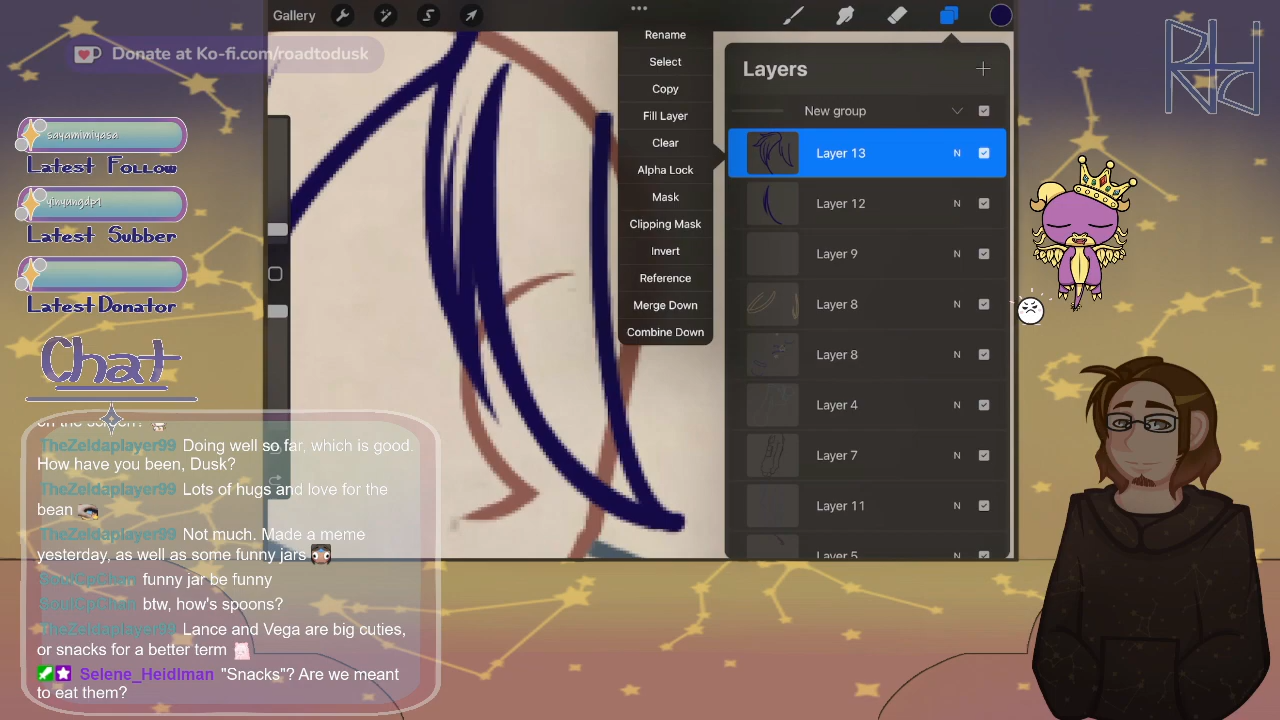 Gallery
Donate at Ko-fi.com/roadtodusk
sayamimiyasa
Latest Follow
yinyungdp1
Latest Subber
Latest Donator
Chat
TheZeldaplayer99 Doing well so far, which is good.
How have you been, Dusk?
TheZeldaplayer99 Lots of hugs and love for the
bean
TheZeldaplayer99 Not much. Made a meme
yesterday, as well as some funny jars
funny jar be funny
btw, how's spoons?
TheZeldaplayer99 Lance and Vega are big cuties,
or snacks for a better term
Selene_Heidlman "Snacks"? Are we meant
to eat them?
Rename
Select
Copy
Fill Layer
Clear
Alpha Lock
Mask
Clipping Mask
Invert
Reference
Merge Down
Combine Down
Layers
New group
Layer 13 N
Layer 12 N
Layer 9 N
Layer 8 N
Layer 8 N
Layer 4 N
Layer 7 N
Layer 11 N
Layer 5 N